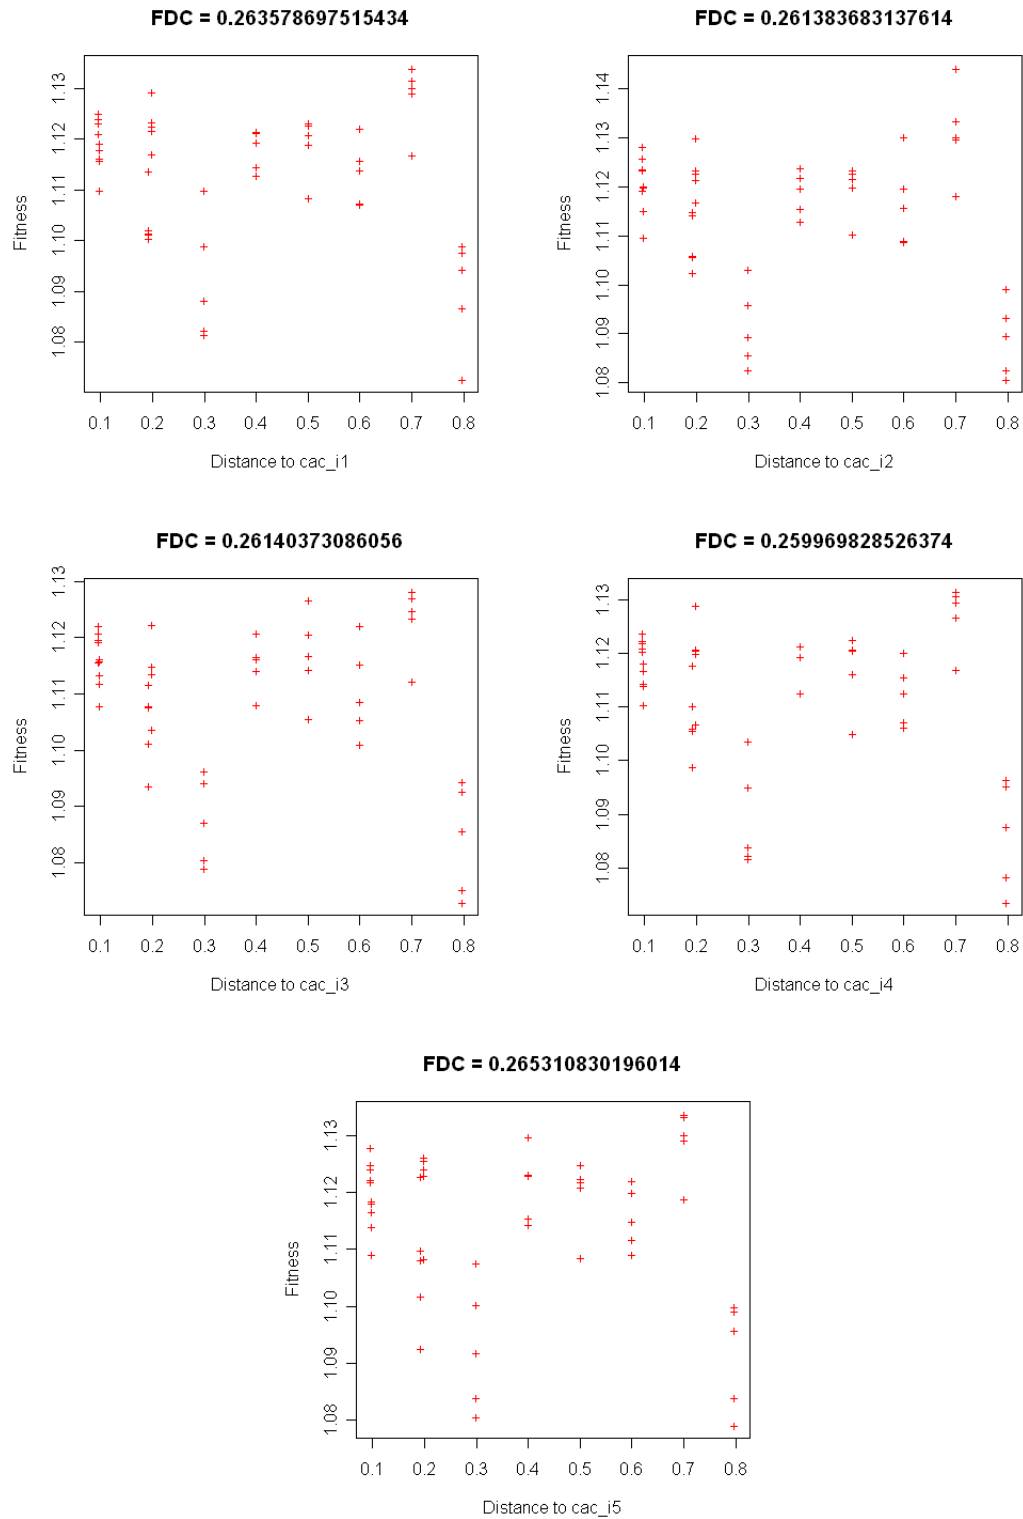 FDC = 0.263578697515434
FDC = 0.261383683137614
Fitness
1.13
1.12
1.11
1.10
1.09
1.08
0.1 0.2 0.3 0.4 0.5 0.6 0.7 0.8
Distance to cac_i1
Fitness
1.14
1.13
1.12
1.11
1.10
1.09
1.08
0.1 0.2 0.3 0.4 0.5 0.6 0.7 0.8
Distance to cac_i2
FDC = 0.26140373086056
FDC = 0.259969828526374
Fitness
1.13
1.12
1.11
1.10
1.09
1.08
0.1 0.2 0.3 0.4 0.5 0.6 0.7 0.8
Distance to cac_i3
Fitness
1.13
1.12
1.11
1.10
1.09
1.08
0.1 0.2 0.3 0.4 0.5 0.6 0.7 0.8
Distance to cac_i4
FDC = 0.265310830196014
Fitness
1.13
1.12
1.11
1.10
1.09
1.08
0.1 0.2 0.3 0.4 0.5 0.6 0.7 0.8
Distance to cac_i5